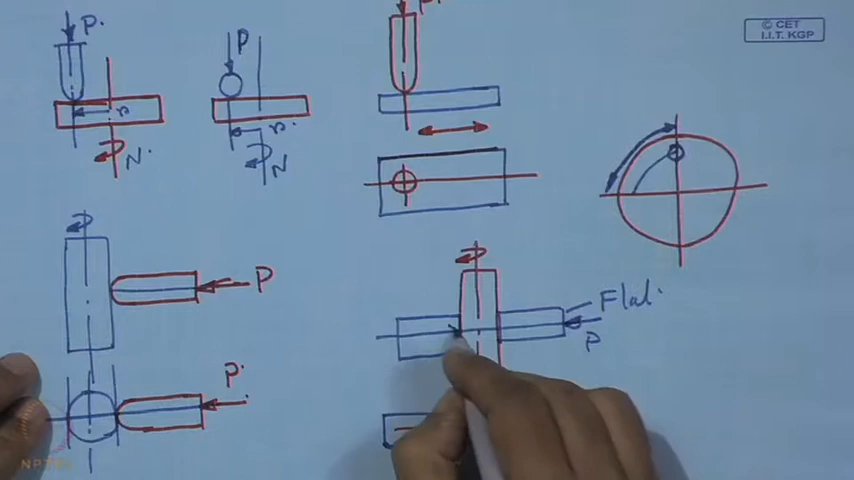 P.
P
P.
© CET
I.I.T. KGP
r
r.
N.
N
P
Flat.
P
P.
NPTEL